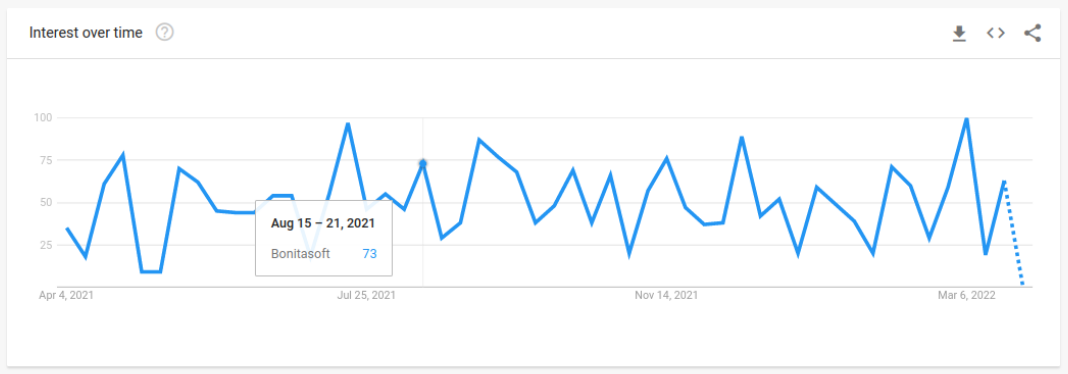 Interest over time
100
75
50
25
Aug 15 – 21, 2021
Bonitasoft 73
Apr 4, 2021 Jul 25, 2021 Nov 14, 2021 Mar 6, 2022